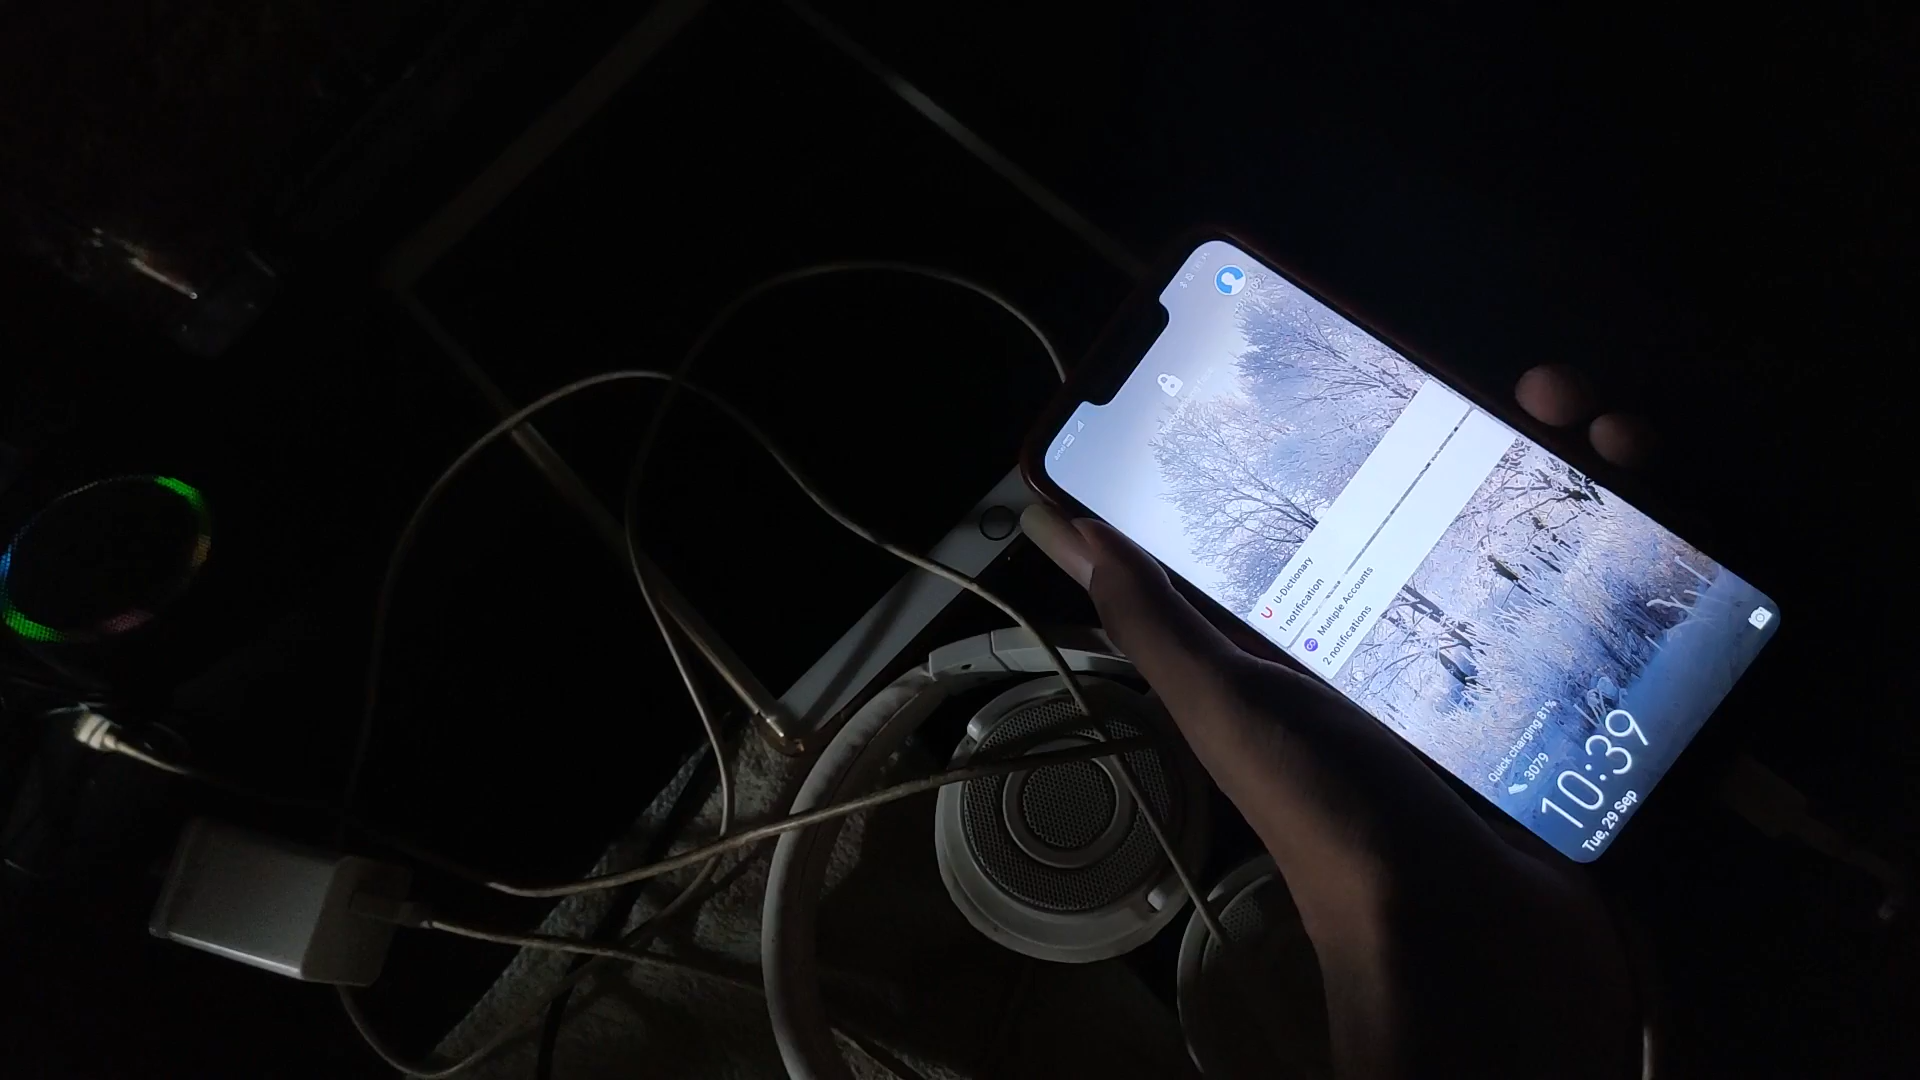 10:39
Tue, 29 Sep
3079
Quick charging 81%
U-Dictionary
1 notification
Multiple Accounts
2 notifications